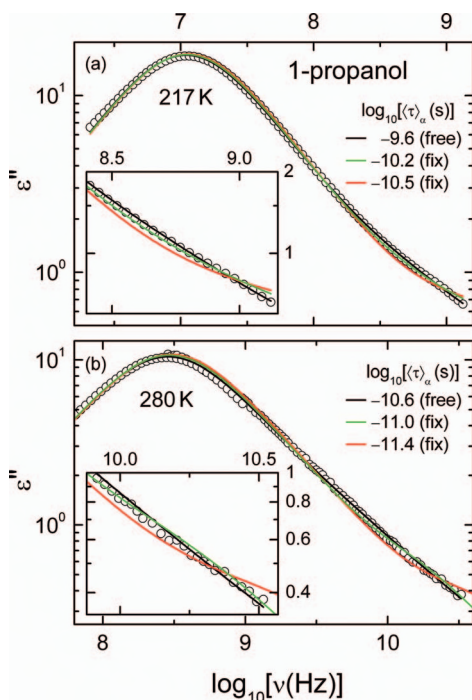 7 8 9
(a) 1-propanol
217 K
log₁₀[⟨τ⟩α(s)]
−9.6 (free)
−10.2 (fix)
−10.5 (fix)
10¹
10⁰
ε"
8.5 9.0
2
1
(b)
280 K
log₁₀[⟨τ⟩α(s)]
−10.6 (free)
−11.0 (fix)
−11.4 (fix)
10¹
10⁰
ε"
10.0 10.5
1
0.8
0.6
0.4
8 9 10
log₁₀[ν(Hz)]